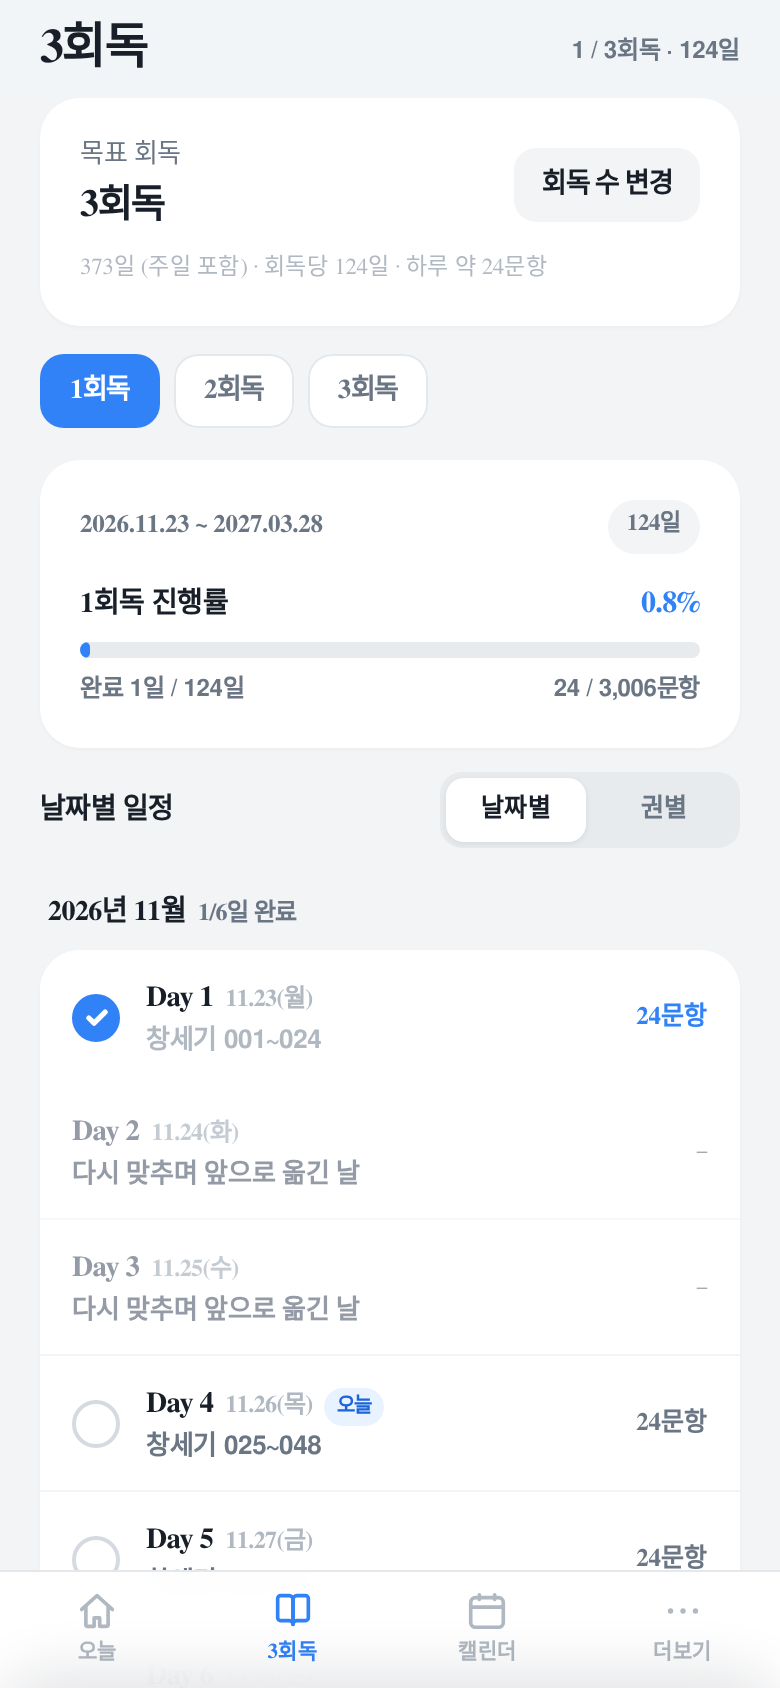 3회독
1 / 3회독 · 124일
목표 회독
3회독
회독 수 변경
373일 (주일 포함) · 회독당 124일 · 하루 약 24문항
1회독
2회독
3회독
2026.11.23 ~ 2027.03.28
124일
1회독 진행률
0.8%
완료 1일 / 124일
24 / 3,006문항
날짜별 일정
날짜별
권별
2026년 11월 1/6일 완료
Day 1 11.23(월)
창세기 001~024
24문항
Day 2 11.24(화)
다시 맞추며 앞으로 옮긴 날
–
Day 3 11.25(수)
다시 맞추며 앞으로 옮긴 날
–
Day 4 11.26(목) 오늘
창세기 025~048
24문항
Day 5 11.27(금)
24문항
Day 6
오늘
3회독
캘린더
더보기